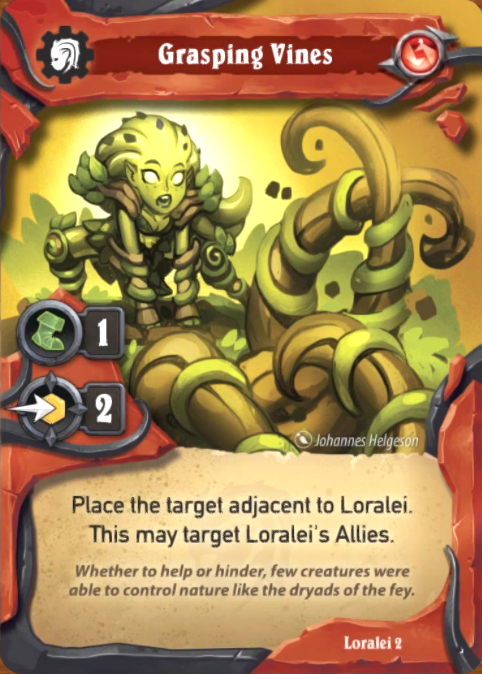 Grasping Vines
1
2
Johannes Helgeson
Place the target adjacent to Loralei.
This may target Loralei's Allies.
Whether to help or hinder, few creatures were
able to control nature like the dryads of the fey.
Loralei 2